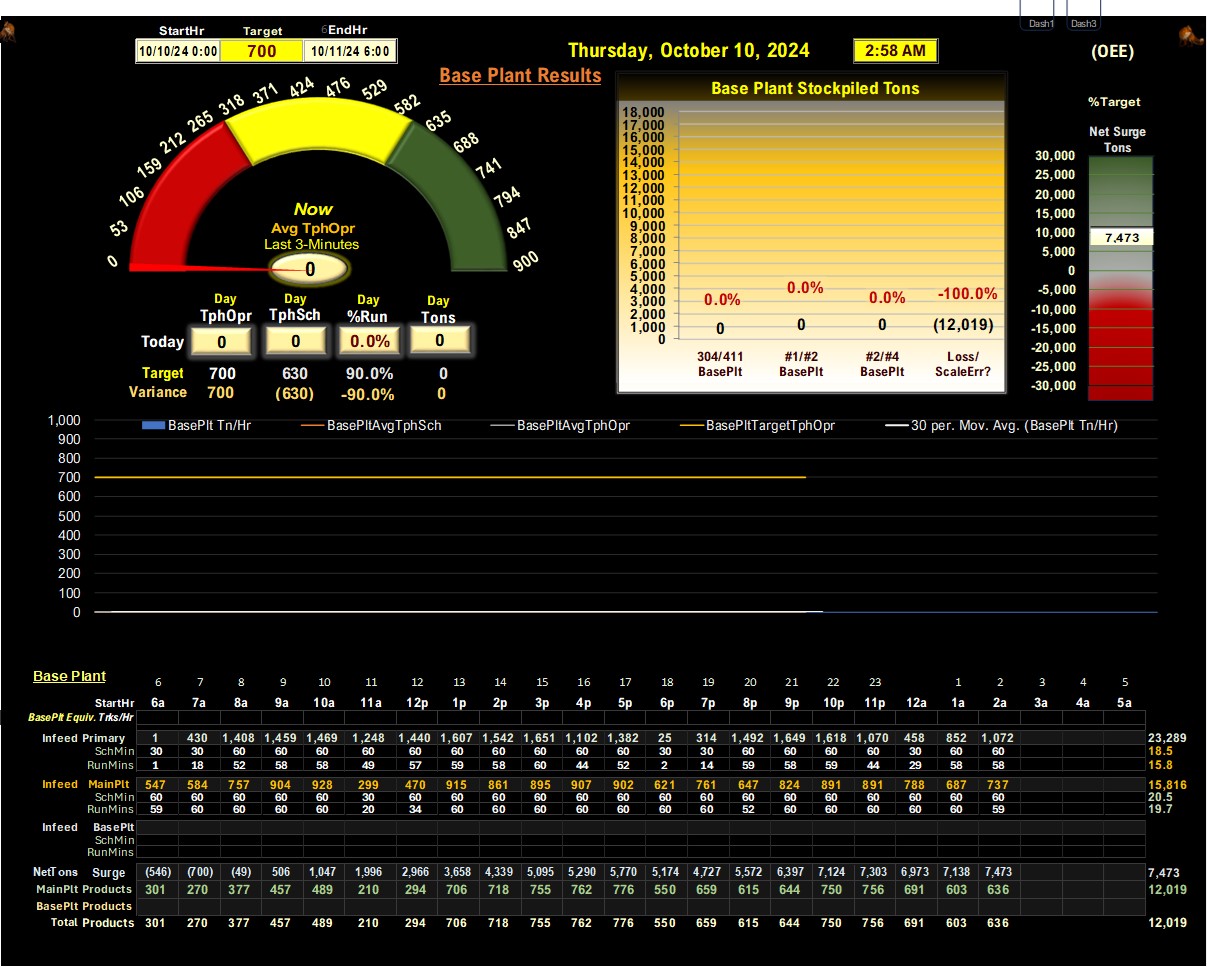 Dash1 Dash3
StartHr Target 6EndHr
10/10/24 0:00 700 10/11/24 6:00
Thursday, October 10, 2024 2:58 AM (OEE)
Base Plant Results
0 53 106 159 212 265 318 371 424 476 529 582 635 688 741 794 847 900
Now
Avg TphOpr
Last 3-Minutes
0
Day Day Day Day
TphOpr TphSch %Run Tons
Today 0 0 0.0% 0
Target 700 630 90.0% 0
Variance 700 (630) -90.0% 0
Base Plant Stockpiled Tons
18,000
17,000
16,000
15,000
14,000
13,000
12,000
11,000
10,000
9,000
8,000
7,000
6,000
5,000
4,000
3,000
2,000
1,000
0
0.0% 0.0% 0.0% -100.0%
0 0 0 (12,019)
304/411 #1/#2 #2/#4 Loss/
BasePlt BasePlt BasePlt ScaleErr?
%Target
Net Surge
Tons
30,000
25,000
20,000
15,000
10,000
7,473
5,000
0
-5,000
-10,000
-15,000
-20,000
-25,000
-30,000
BasePlt Tn/Hr BasePltAvgTphSch BasePltAvgTphOpr BasePltTargetTphOpr 30 per. Mov. Avg. (BasePlt Tn/Hr)
1,000
900
800
700
600
500
400
300
200
100
0
Base Plant 6 7 8 9 10 11 12 13 14 15 16 17 18 19 20 21 22 23 1 2 3 4 5
StartHr 6a 7a 8a 9a 10a 11a 12p 1p 2p 3p 4p 5p 6p 7p 8p 9p 10p 11p 12a 1a 2a 3a 4a 5a
BasePlt Equiv. Trks/Hr
Infeed Primary 1 430 1,408 1,459 1,469 1,248 1,440 1,607 1,542 1,651 1,102 1,382 25 314 1,492 1,649 1,618 1,070 458 852 1,072 23,289
SchMin 30 30 60 60 60 60 60 60 60 60 60 60 30 30 60 60 60 60 30 60 60 18.5
RunMins 1 18 52 58 58 49 57 59 58 60 44 52 2 14 59 58 59 44 29 58 58 15.8
Infeed MainPlt 547 584 757 904 928 299 470 915 861 895 907 902 621 761 647 824 891 891 788 687 737 15,816
SchMin 60 60 60 60 60 30 60 60 60 60 60 60 60 60 60 60 60 60 60 60 60 20.5
RunMins 59 60 60 60 60 20 34 60 60 60 60 60 60 60 52 60 60 60 60 60 59 19.7
Infeed BasePlt
SchMin
RunMins
NetTons Surge (546) (700) (49) 506 1,047 1,996 2,966 3,658 4,339 5,095 5,290 5,770 5,174 4,727 5,572 6,397 7,124 7,303 6,973 7,138 7,473 7,473
MainPlt Products 301 270 377 457 489 210 294 706 718 755 762 776 550 659 615 644 750 756 691 603 636 12,019
BasePlt Products
Total Products 301 270 377 457 489 210 294 706 718 755 762 776 550 659 615 644 750 756 691 603 636 12,019